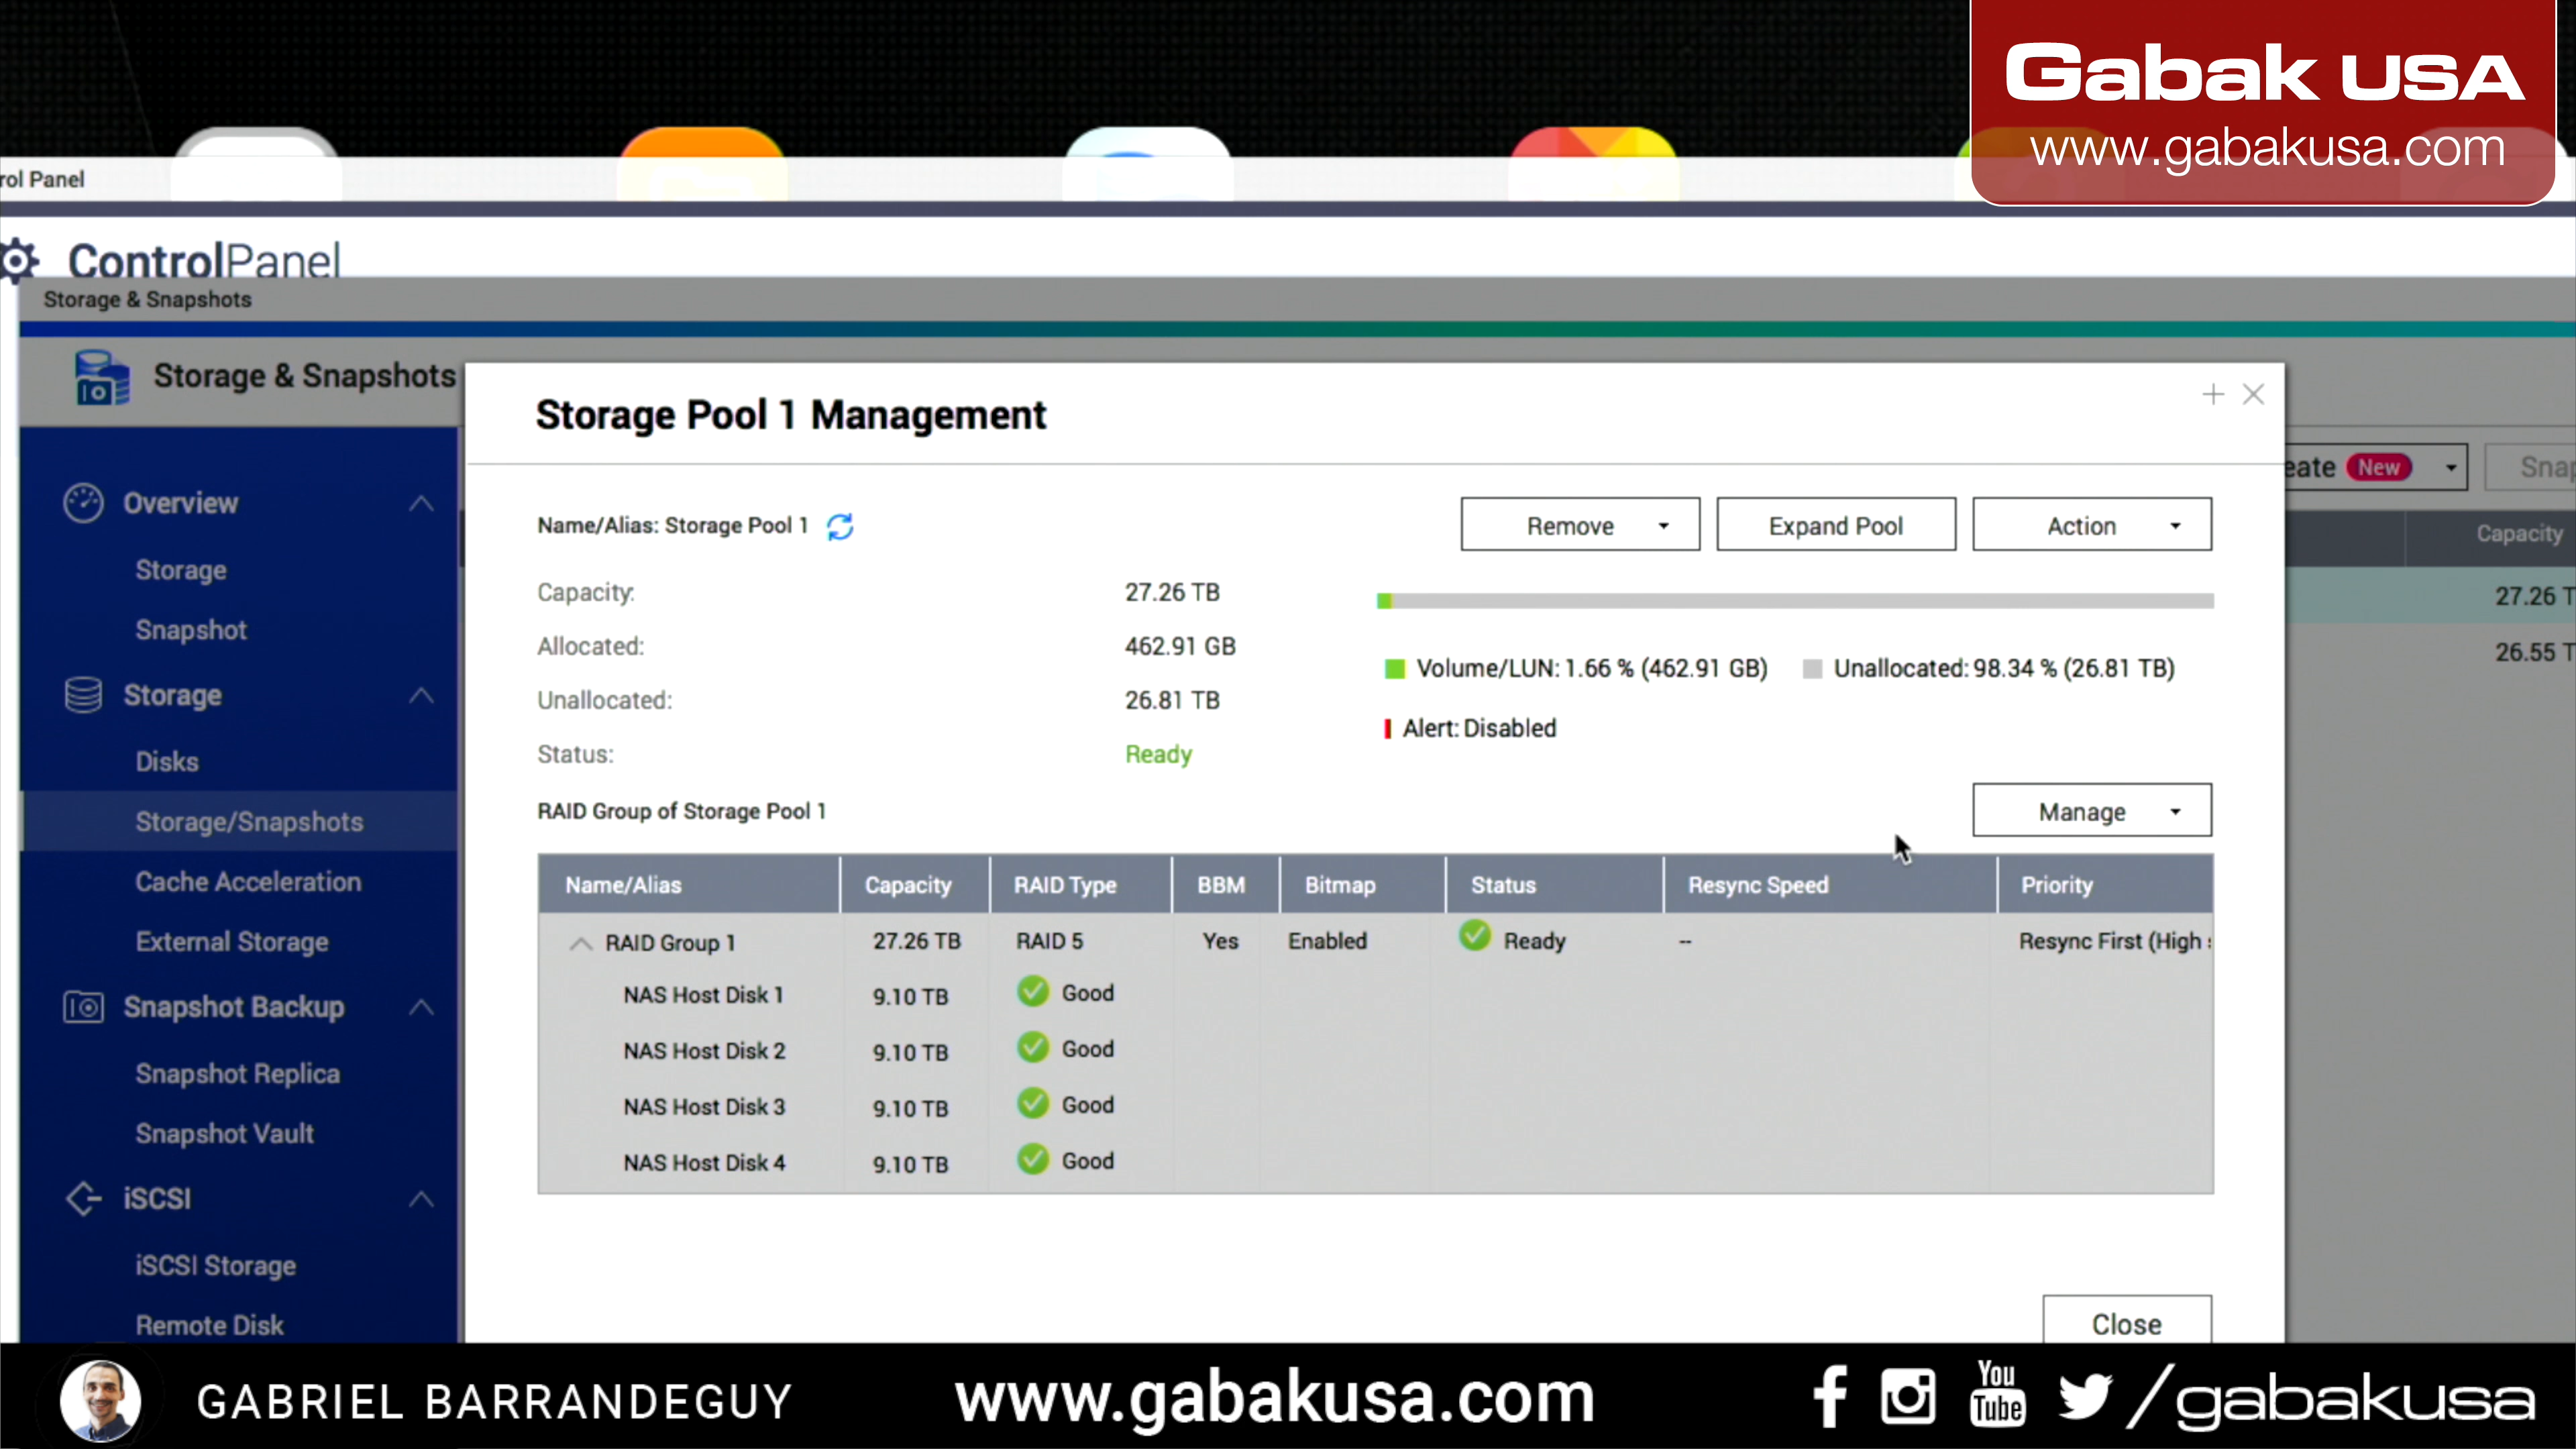 Gabak USA
www.gabakusa.com
rol Panel
ControlPanel
Storage & Snapshots
Storage & Snapshots
Storage Pool 1 Management
eate New
Snap
Overview
Storage
Snapshot
Storage
Disks
Storage/Snapshots
Cache Acceleration
External Storage
Snapshot Backup
Snapshot Replica
Snapshot Vault
iSCSI
iSCSI Storage
Remote Disk
Name/Alias: Storage Pool 1
Remove
Expand Pool
Action
Capacity: 27.26 TB
Allocated: 462.91 GB
Unallocated: 26.81 TB
Status: Ready
Volume/LUN: 1.66 % (462.91 GB)
Unallocated: 98.34 % (26.81 TB)
Alert: Disabled
Capacity
27.26 T
26.55 T
RAID Group of Storage Pool 1
Manage
Name/Alias Capacity RAID Type BBM Bitmap Status Resync Speed Priority
RAID Group 1 27.26 TB RAID 5 Yes Enabled Ready -- Resync First (High s
NAS Host Disk 1 9.10 TB Good
NAS Host Disk 2 9.10 TB Good
NAS Host Disk 3 9.10 TB Good
NAS Host Disk 4 9.10 TB Good
Close
GABRIEL BARRANDEGUY
www.gabakusa.com
You Tube
/gabakusa